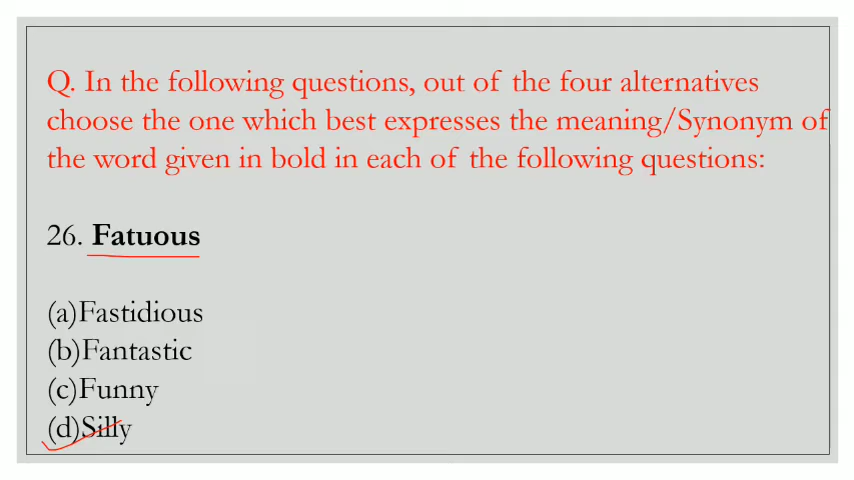 Q. In the following questions, out of the four alternatives
choose the one which best expresses the meaning/Synonym of
the word given in bold in each of the following questions:
26. Fatuous
(a)Fastidious
(b)Fantastic
(c)Funny
(d)Silly